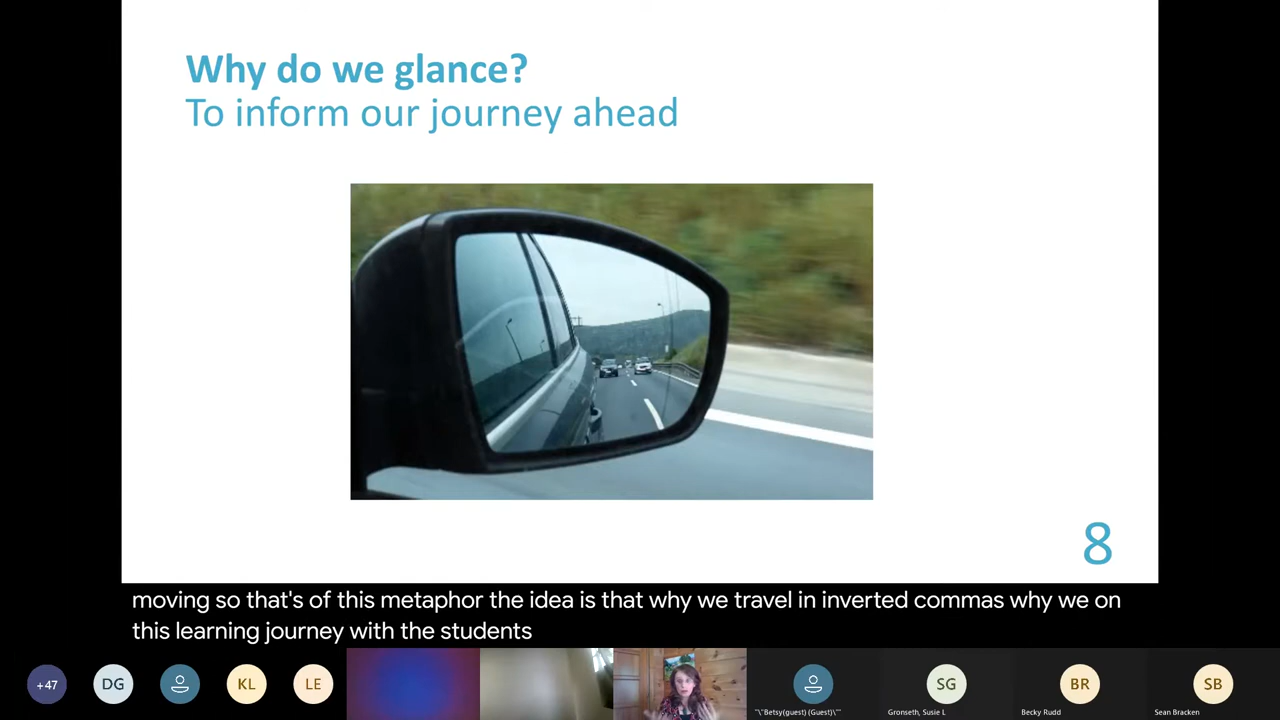 Why do we glance?
To inform our journey ahead
8
moving so that's of this metaphor the idea is that why we travel in inverted commas why we on
this learning journey with the students
+47
DG
KL
LE
SG
BR
SB
"\"Betsy(guest) (Guest)\""
Gronseth, Susie L
Becky Rudd
Sean Bracken